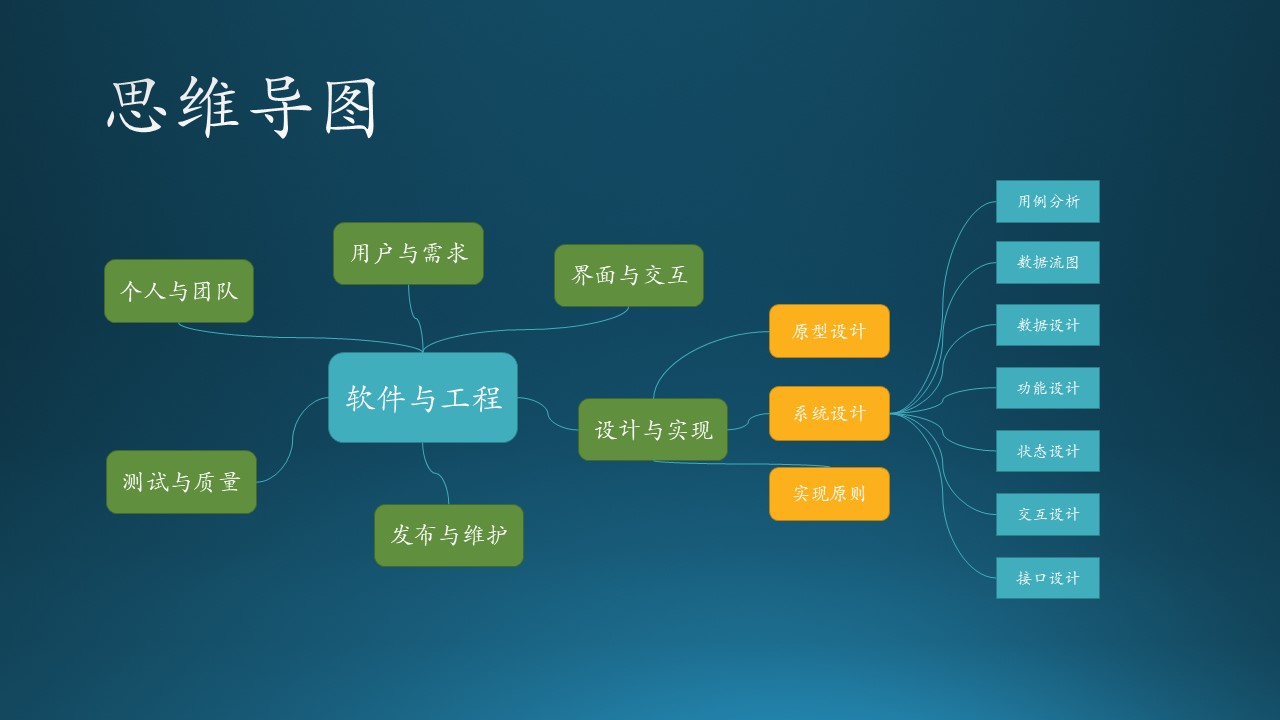 思维导图
用户与需求
界面与交互
个人与团队
软件与工程
设计与实现
测试与质量
发布与维护
原型设计
系统设计
实现原则
用例分析
数据流图
数据设计
功能设计
状态设计
交互设计
接口设计